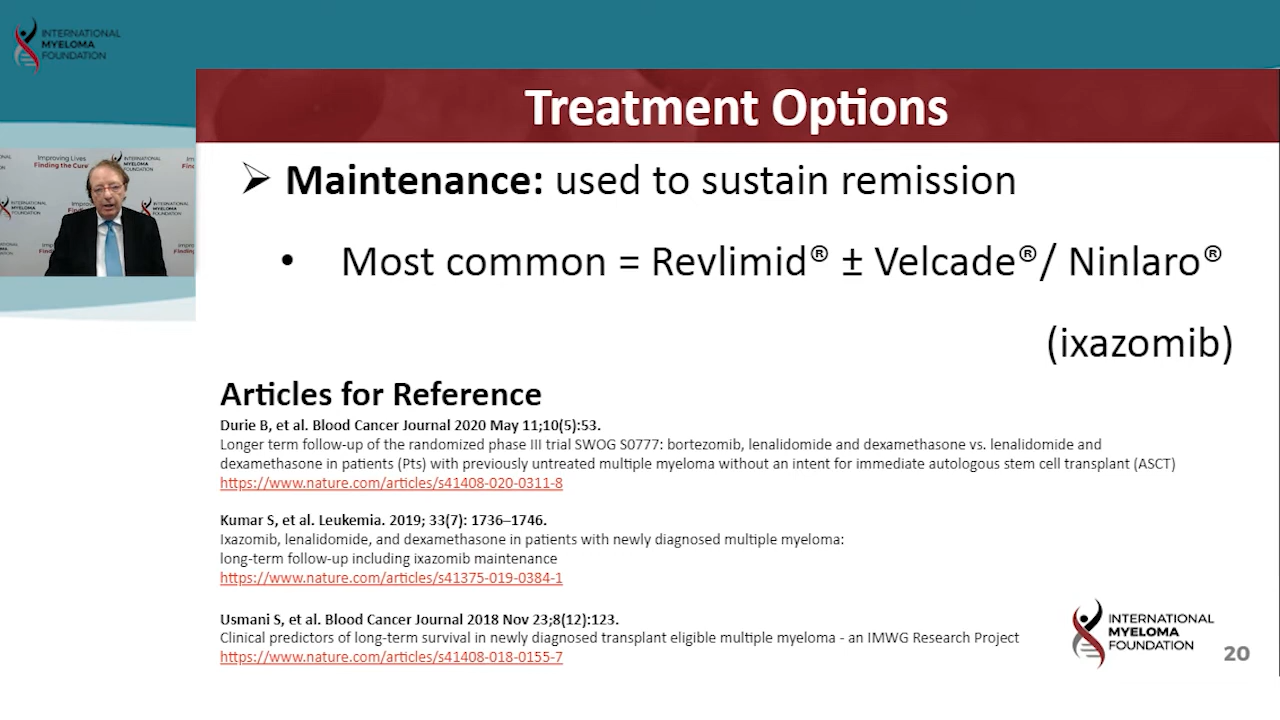 INTERNATIONAL
MYELOMA
FOUNDATION
Treatment Options
Improving Lives
Finding the Cure
INTERNATIONAL
MYELOMA
FOUNDATION
➢ Maintenance: used to sustain remission
• Most common = Revlimid® ± Velcade®/ Ninlaro®
(ixazomib)
Articles for Reference
Durie B, et al. Blood Cancer Journal 2020 May 11;10(5):53.
Longer term follow-up of the randomized phase III trial SWOG S0777: bortezomib, lenalidomide and dexamethasone vs. lenalidomide and
dexamethasone in patients (Pts) with previously untreated multiple myeloma without an intent for immediate autologous stem cell transplant (ASCT)
https://www.nature.com/articles/s41408-020-0311-8
Kumar S, et al. Leukemia. 2019; 33(7): 1736–1746.
Ixazomib, lenalidomide, and dexamethasone in patients with newly diagnosed multiple myeloma:
long-term follow-up including ixazomib maintenance
https://www.nature.com/articles/s41375-019-0384-1
Usmani S, et al. Blood Cancer Journal 2018 Nov 23;8(12):123.
Clinical predictors of long-term survival in newly diagnosed transplant eligible multiple myeloma - an IMWG Research Project
https://www.nature.com/articles/s41408-018-0155-7
INTERNATIONAL
MYELOMA
FOUNDATION
20